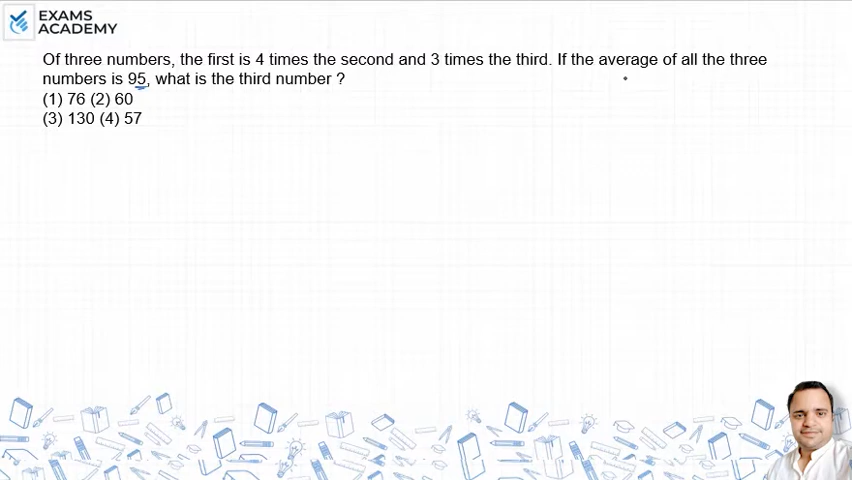 EXAMS
ACADEMY
Of three numbers, the first is 4 times the second and 3 times the third. If the average of all the three
numbers is 95, what is the third number ?
(1) 76 (2) 60
(3) 130 (4) 57